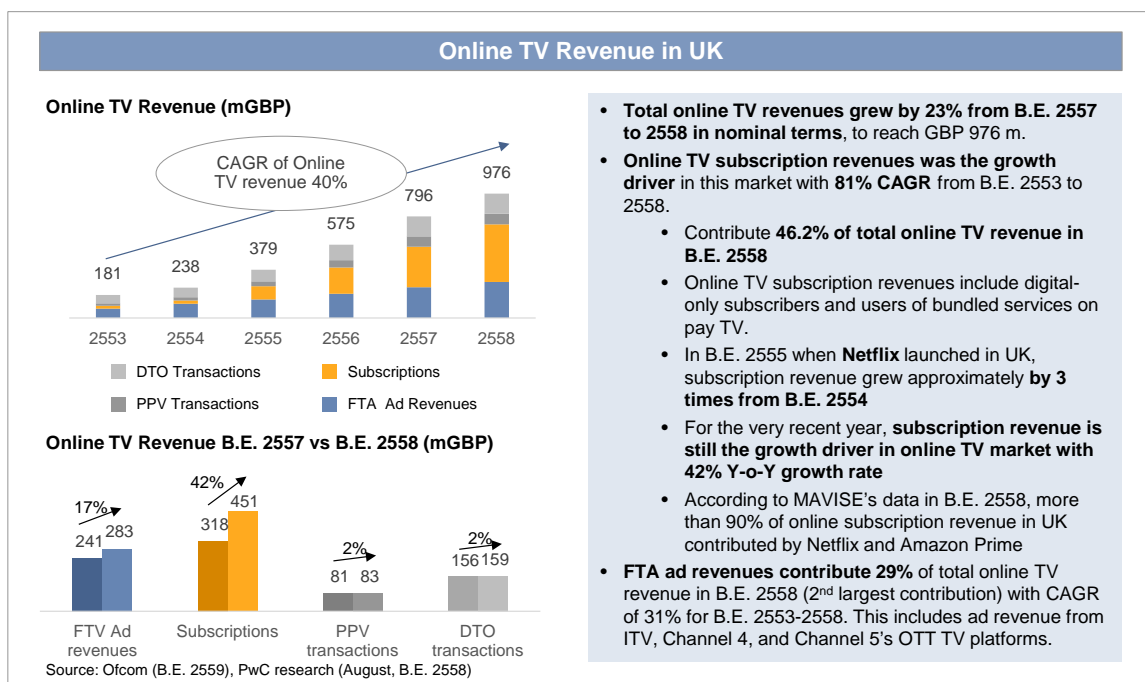 Online TV Revenue in UK
Online TV Revenue (mGBP)
CAGR of Online
TV revenue 40%
181
238
379
575
796
976
2553
2554
2555
2556
2557
2558
DTO Transactions
Subscriptions
PPV Transactions
FTA Ad Revenues
Online TV Revenue B.E. 2557 vs B.E. 2558 (mGBP)
17%
42%
2%
2%
241
283
318
451
81
83
156
159
FTV Ad
revenues
Subscriptions
PPV
transactions
DTO
transactions
Source: Ofcom (B.E. 2559), PwC research (August, B.E. 2558)
• Total online TV revenues grew by 23% from B.E. 2557
to 2558 in nominal terms, to reach GBP 976 m.
• Online TV subscription revenues was the growth
driver in this market with 81% CAGR from B.E. 2553 to
2558.
• Contribute 46.2% of total online TV revenue in
B.E. 2558
• Online TV subscription revenues include digital-
only subscribers and users of bundled services on
pay TV.
• In B.E. 2555 when Netflix launched in UK,
subscription revenue grew approximately by 3
times from B.E. 2554
• For the very recent year, subscription revenue is
still the growth driver in online TV market with
42% Y-o-Y growth rate
• According to MAVISE's data in B.E. 2558, more
than 90% of online subscription revenue in UK
contributed by Netflix and Amazon Prime
• FTA ad revenues contribute 29% of total online TV
revenue in B.E. 2558 (2nd largest contribution) with CAGR
of 31% for B.E. 2553-2558. This includes ad revenue from
ITV, Channel 4, and Channel 5's OTT TV platforms.